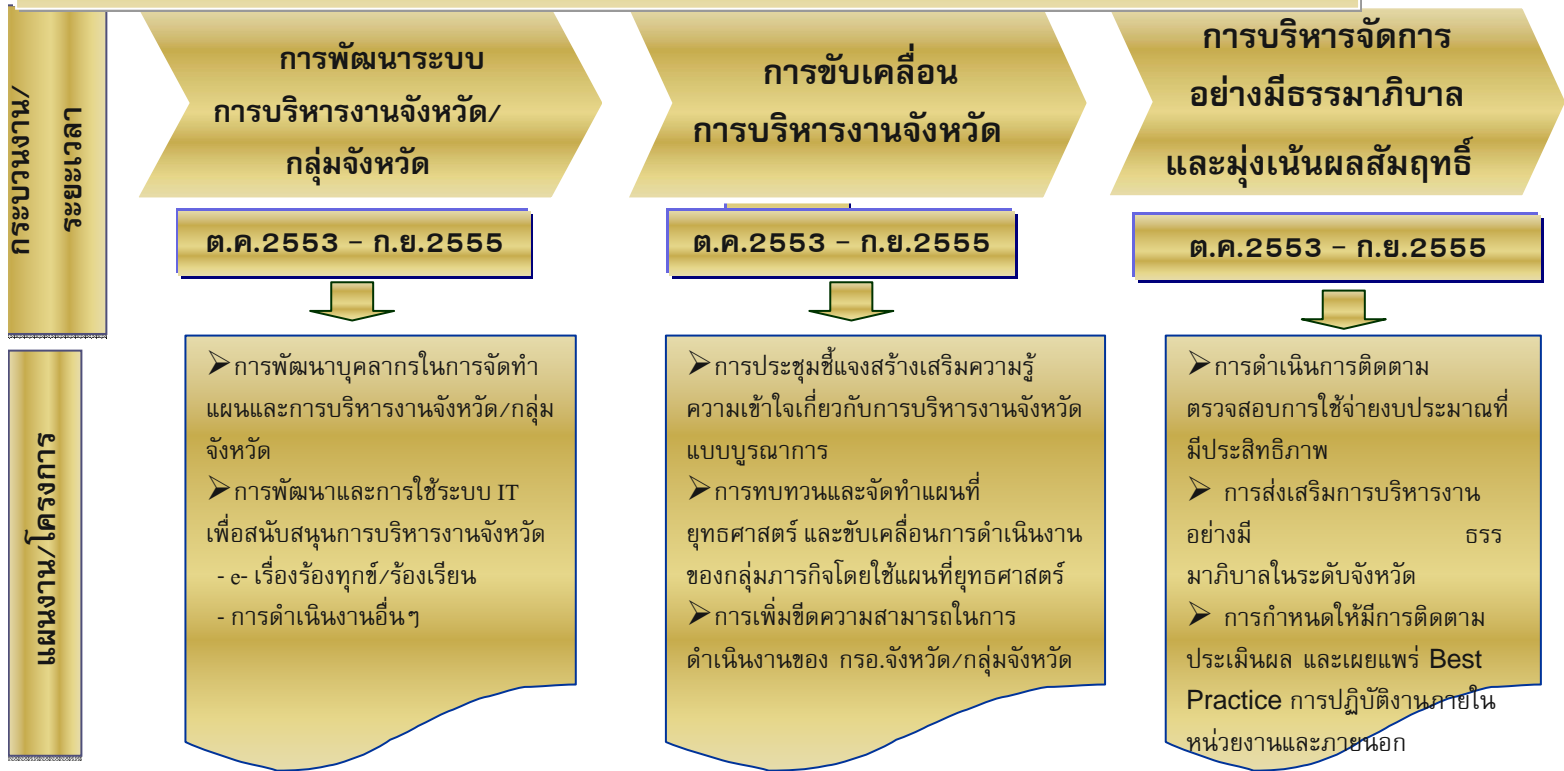 กระบวนงาน/
ระยะเวลา
การพัฒนาระบบ
การบริหารงานจังหวัด/
กลุ่มจังหวัด
การขับเคลื่อน
การบริหารงานจังหวัด
การบริหารจัดการ
อย่างมีธรรมาภิบาล
และมุ่งเน้นผลสัมฤทธิ์
ต.ค.2553 – ก.ย.2555
ต.ค.2553 – ก.ย.2555
ต.ค.2553 – ก.ย.2555
แผนงาน/โครงการ
➢การพัฒนาบุคลากรในการจัดทำ
แผนและการบริหารงานจังหวัด/กลุ่ม
จังหวัด
➢การพัฒนาและการใช้ระบบ IT
เพื่อสนับสนุนการบริหารงานจังหวัด
- e- เรื่องร้องทุกข์/ร้องเรียน
- การดำเนินงานอื่นๆ
➢การประชุมชี้แจงสร้างเสริมความรู้
ความเข้าใจเกี่ยวกับการบริหารงานจังหวัด
แบบบูรณาการ
➢การทบทวนและจัดทำแผนที่
ยุทธศาสตร์ และขับเคลื่อนการดำเนินงาน
ของกลุ่มภารกิจโดยใช้แผนที่ยุทธศาสตร์
➢การเพิ่มขีดความสามารถในการ
ดำเนินงานของ กรอ.จังหวัด/กลุ่มจังหวัด
➢การดำเนินการติดตาม
ตรวจสอบการใช้จ่ายงบประมาณที่
มีประสิทธิภาพ
➢ การส่งเสริมการบริหารงาน
อย่างมี ธรร
มาภิบาลในระดับจังหวัด
➢ การกำหนดให้มีการติดตาม
ประเมินผล และเผยแพร่ Best
Practice การปฏิบัติงานภายใน
หน่วยงานและภายนอก